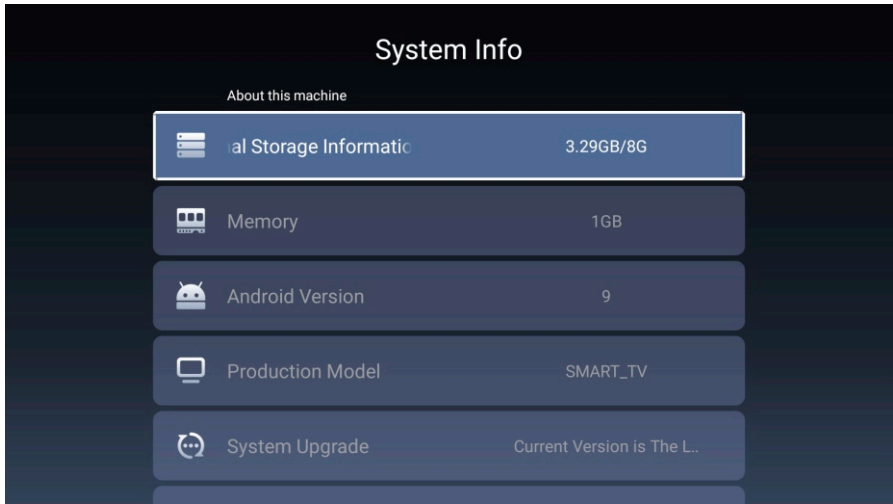 System Info
About this machine
al Storage Informatic 3.29GB/8G
Memory 1GB
Android Version 9
Production Model SMART_TV
System Upgrade Current Version is The L..